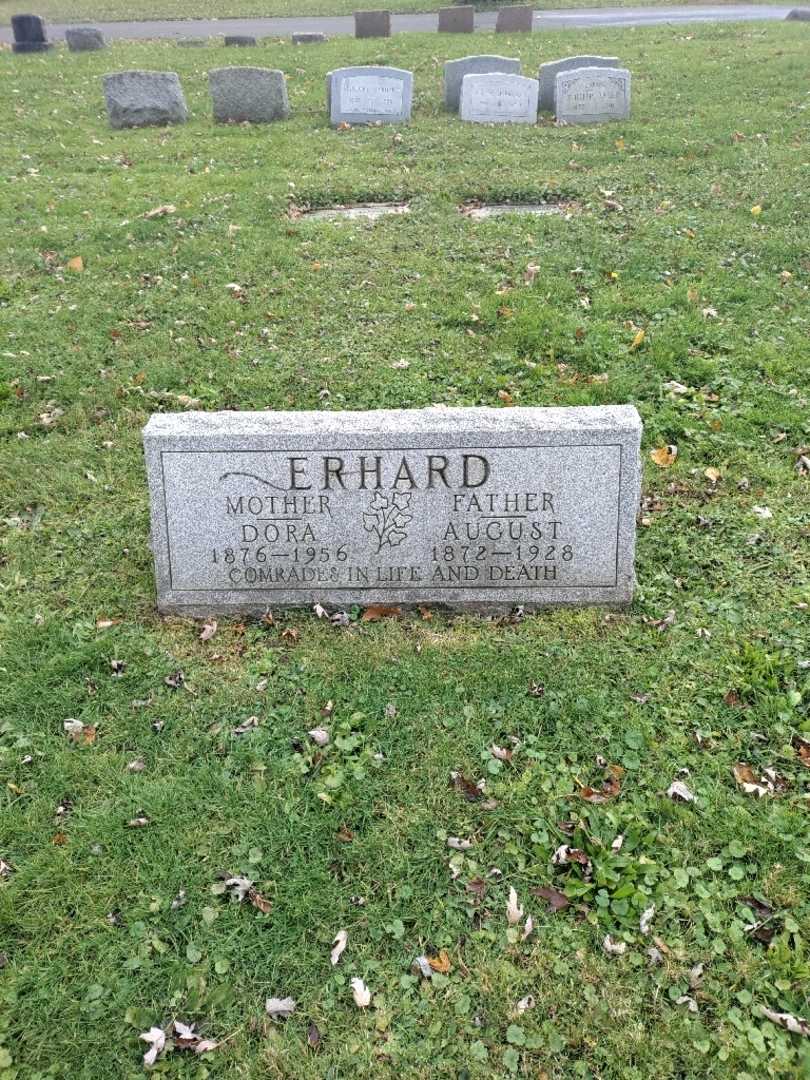 ERHARD
MOTHER FATHER
DORA AUGUST
1876—1956 1872—1928
COMRADES IN LIFE AND DEATH